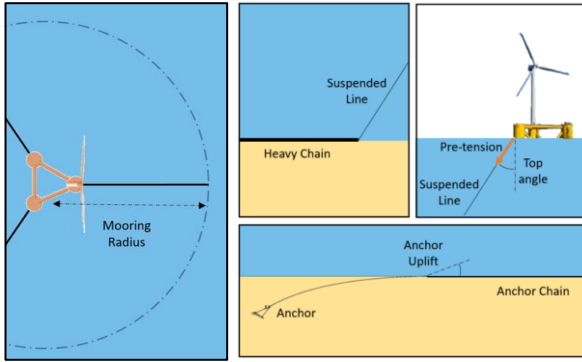 Mooring
Radius
Suspended
Line
Heavy Chain
Pre-tension
Top
angle
Suspended
Line
Anchor
Uplift
Anchor Chain
Anchor